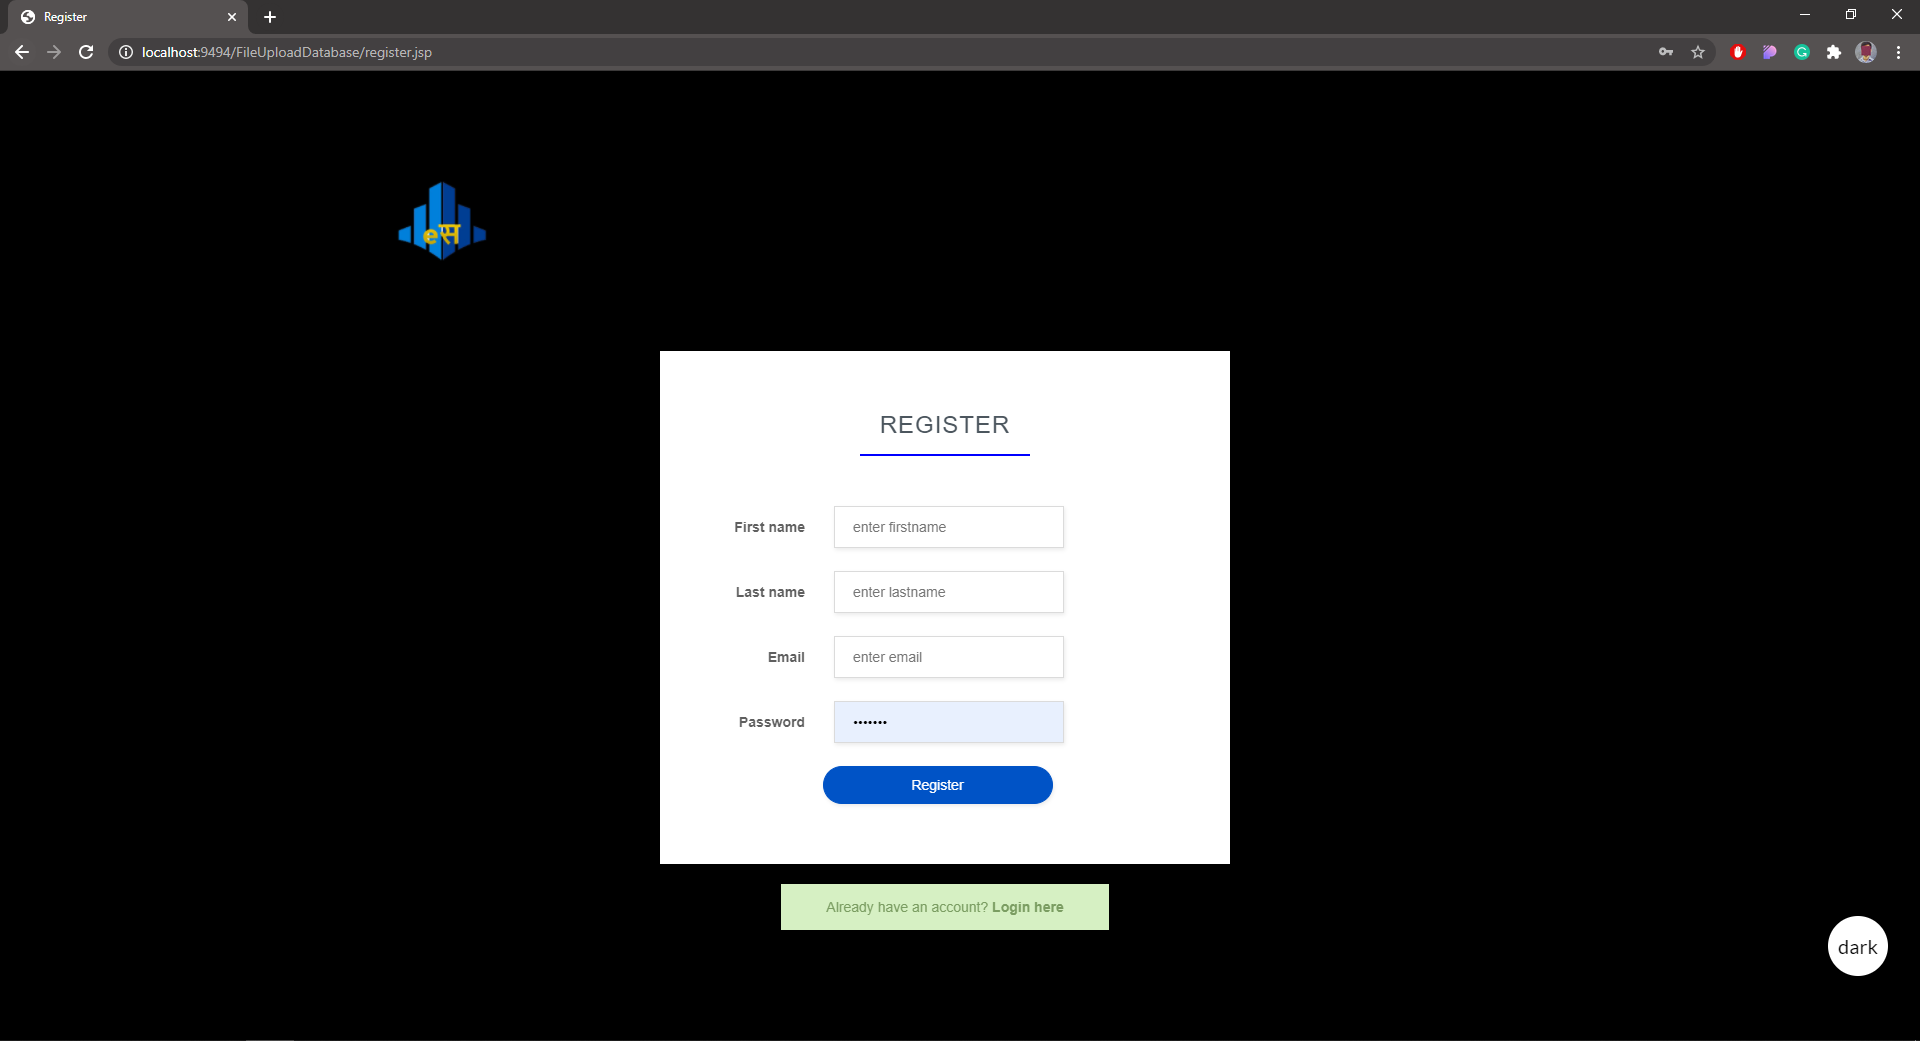 Register
localhost:9494/FileUploadDatabase/register.jsp
eस
REGISTER
First name
enter firstname
Last name
enter lastname
Email
enter email
Password
•••••••
Register
Already have an account? Login here
dark